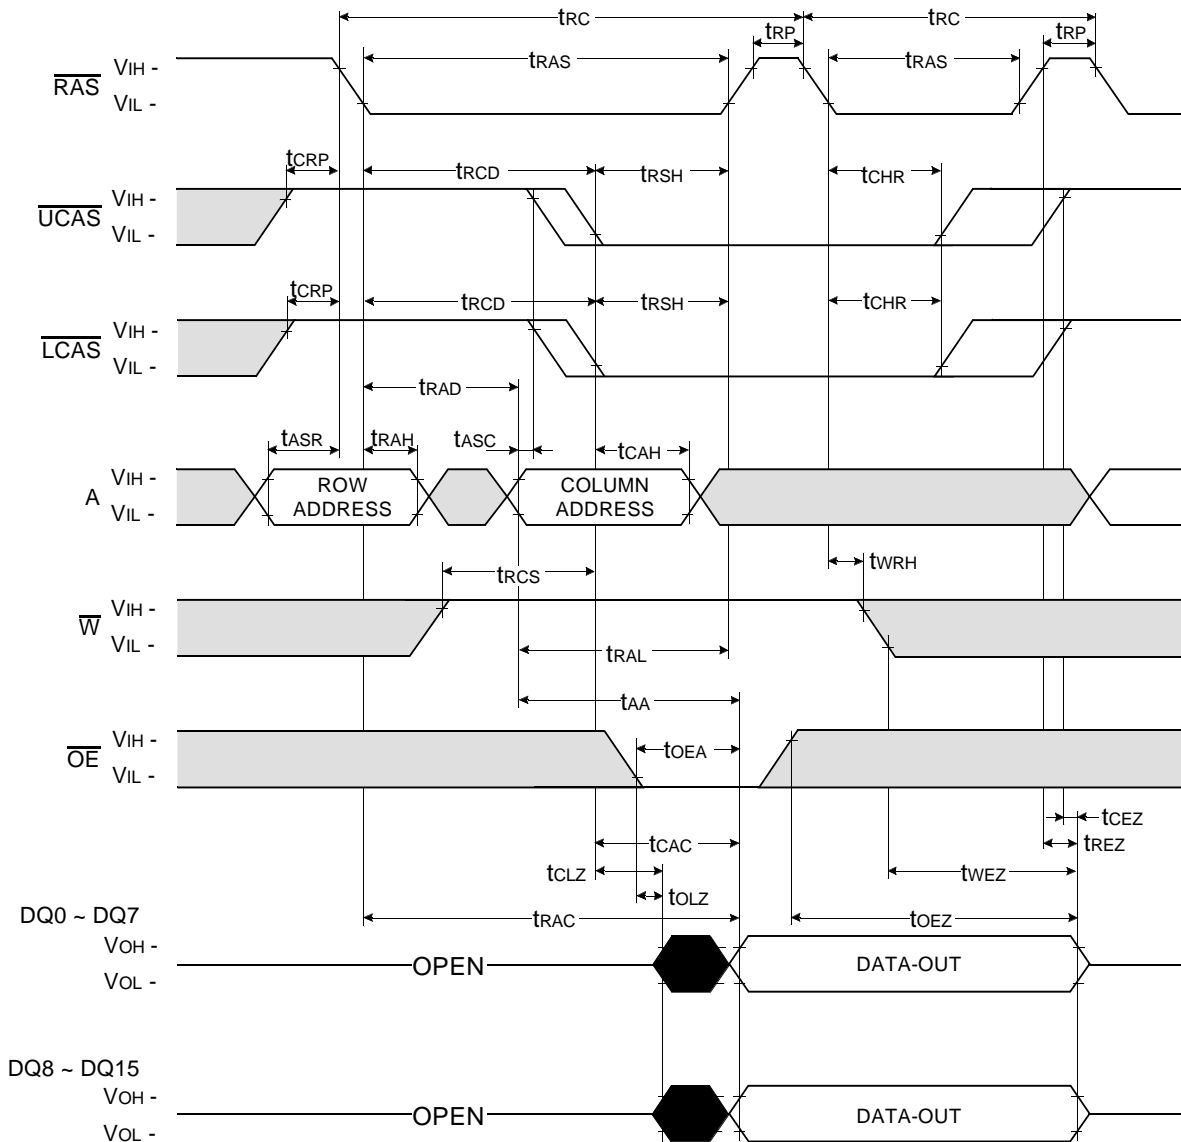 tRC tRC
tRP tRP
tRAS tRAS
RAS VIH -
VIL -
tCRP tRCD tRSH tCHR
UCAS VIH -
VIL -
tCRP tRCD tRSH tCHR
LCAS VIH -
VIL -
tRAD
tASR tRAH tASC tCAH
A VIH -
VIL -
ROW
ADDRESS
COLUMN
ADDRESS
tWRH
tRCS
W VIH -
VIL -
tRAL
tAA
OE VIH -
VIL -
tOEA
tCEZ
tCAC tREZ
tCLZ tWEZ
tOLZ
DQ0 ~ DQ7 tRAC tOEZ
VOH -
VOL -
OPEN DATA-OUT
DQ8 ~ DQ15
VOH -
VOL -
OPEN DATA-OUT